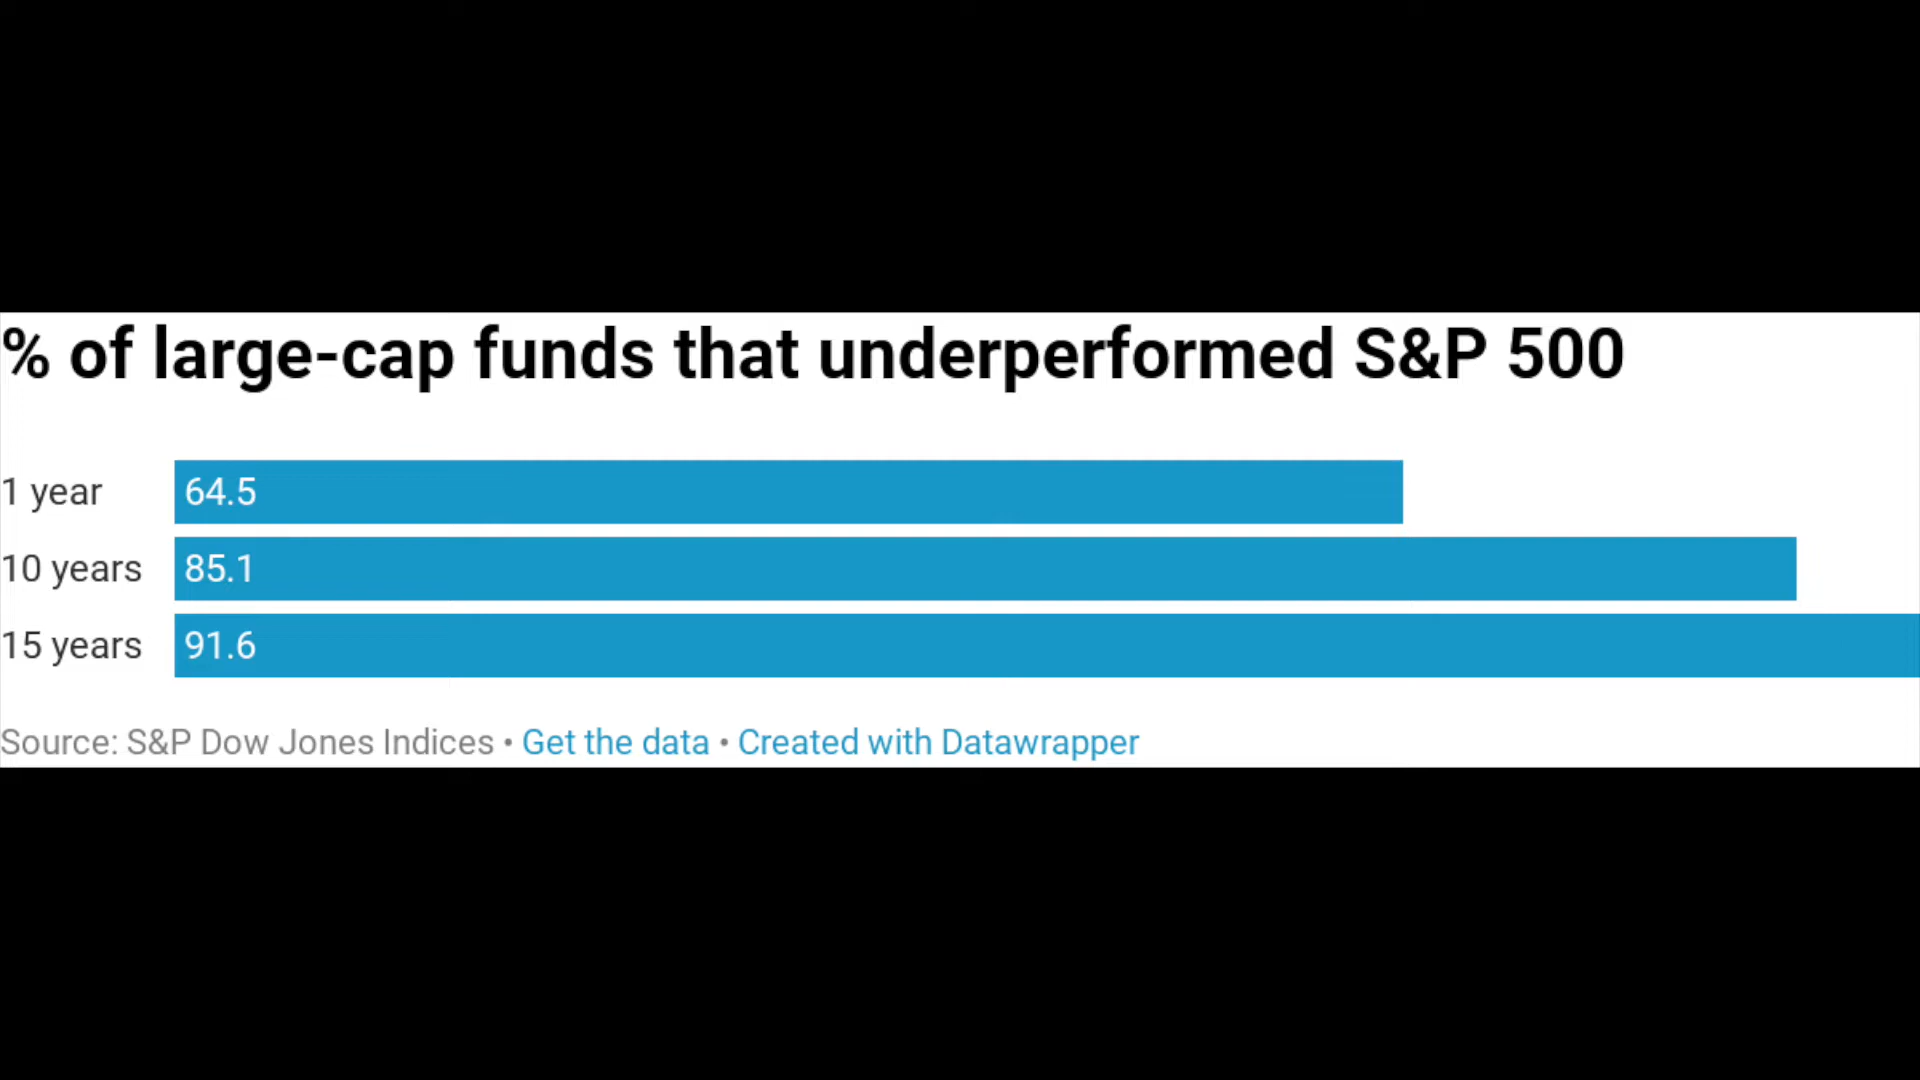 % of large-cap funds that underperformed S&P 500
1 year 64.5
10 years 85.1
15 years 91.6
Source: S&P Dow Jones Indices • Get the data • Created with Datawrapper